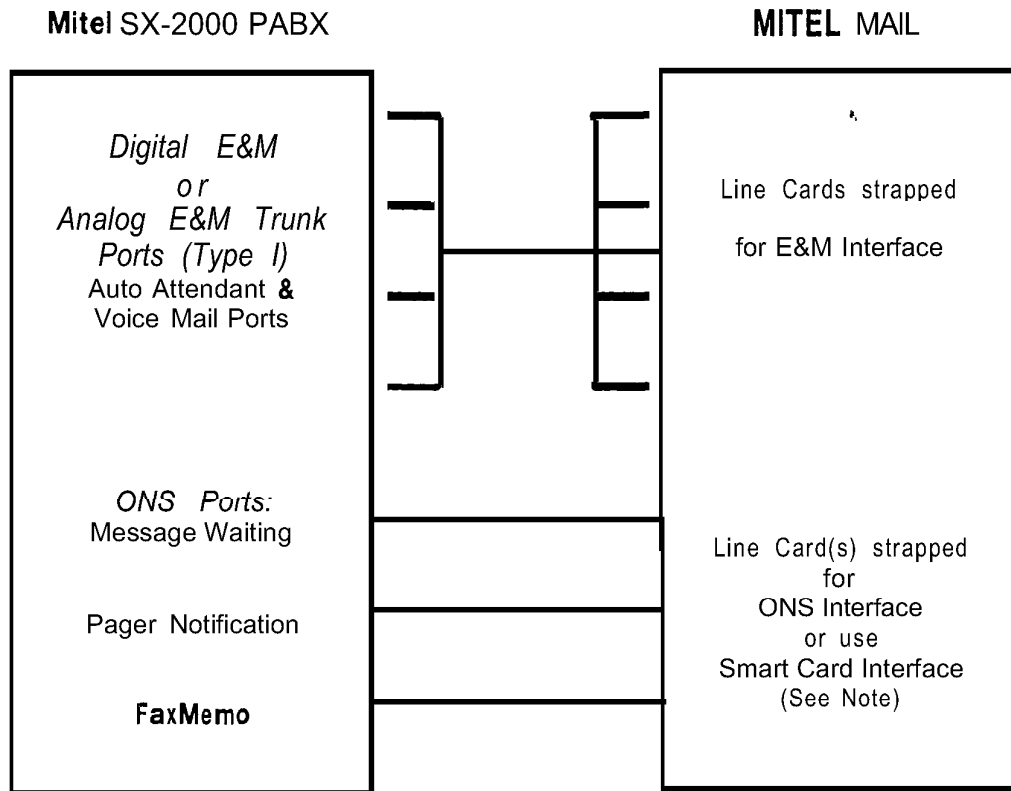 Mitel SX-2000 PABX
MITEL MAIL
Digital E&M
or
Analog E&M Trunk
Ports (Type I)
Auto Attendant &
Voice Mail Ports
ONS Ports:
Message Waiting
Pager Notification
FaxMemo
Line Cards strapped
for E&M Interface
Line Card(s) strapped
for
ONS Interface
or use
Smart Card Interface
(See Note)